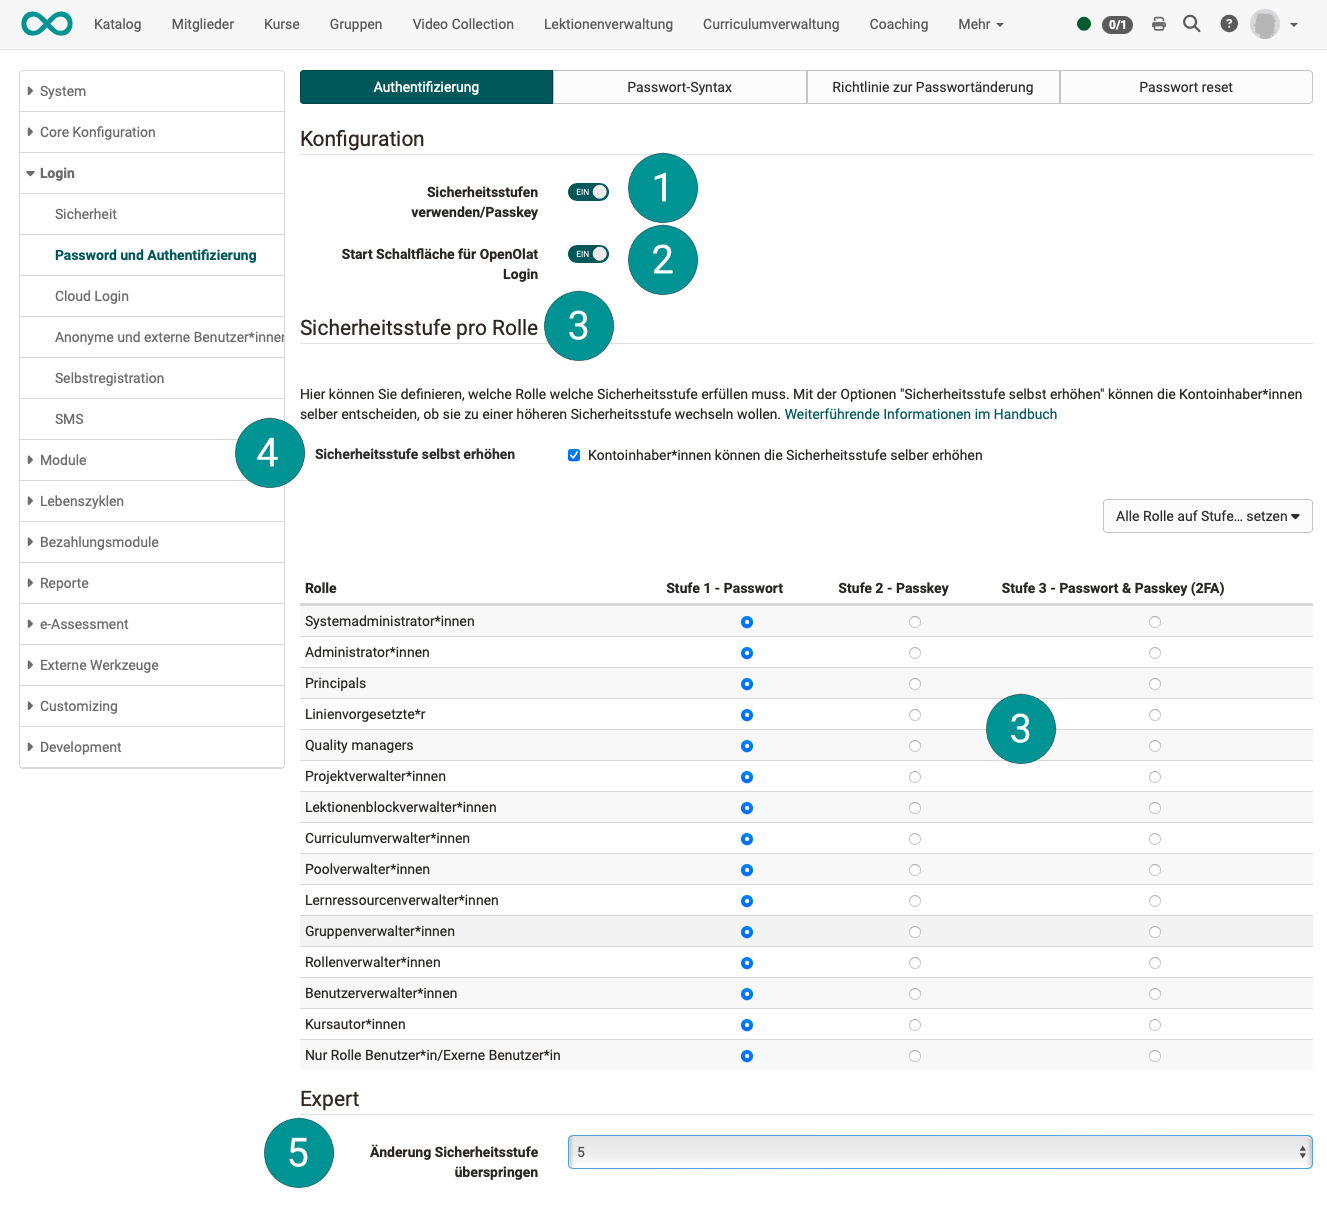 Katalog Mitglieder Kurse Gruppen Video Collection Lektionenverwaltung Curriculumverwaltung Coaching Mehr 0/1 ?
System
Core Konfiguration
Login
Sicherheit
Password und Authentifizierung
Cloud Login
Anonyme und externe Benutzer*innen
Selbstregistration
SMS
Module
Lebenszyklen
Bezahlungsmodule
Reporte
e-Assessment
Externe Werkzeuge
Customizing
Development
Authentifizierung Passwort-Syntax Richtlinie zur Passwortänderung Passwort reset
Konfiguration
Sicherheitsstufen
verwenden/Passkey
EIN
1
Start Schaltfläche für OpenOlat
Login
EIN
2
Sicherheitsstufe pro Rolle
3
Hier können Sie definieren, welche Rolle welche Sicherheitsstufe erfüllen muss. Mit der Optionen "Sicherheitsstufe selbst erhöhen" können die Kontoinhaber*innen
selber entscheiden, ob sie zu einer höheren Sicherheitsstufe wechseln wollen. Weiterführende Informationen im Handbuch
4
Sicherheitsstufe selbst erhöhen Kontoinhaber*innen können die Sicherheitsstufe selber erhöhen
Alle Rolle auf Stufe... setzen
Rolle Stufe 1 - Passwort Stufe 2 - Passkey Stufe 3 - Passwort & Passkey (2FA)
Systemadministrator*innen
Administrator*innen
Principals
Linienvorgesetzte*r
3
Quality managers
Projektverwalter*innen
Lektionenblockverwalter*innen
Curriculumverwalter*innen
Poolverwalter*innen
Lernressourcenverwalter*innen
Gruppenverwalter*innen
Rollenverwalter*innen
Benutzerverwalter*innen
Kursautor*innen
Nur Rolle Benutzer*in/Exerne Benutzer*in
Expert
5
Änderung Sicherheitsstufe
überspringen
5